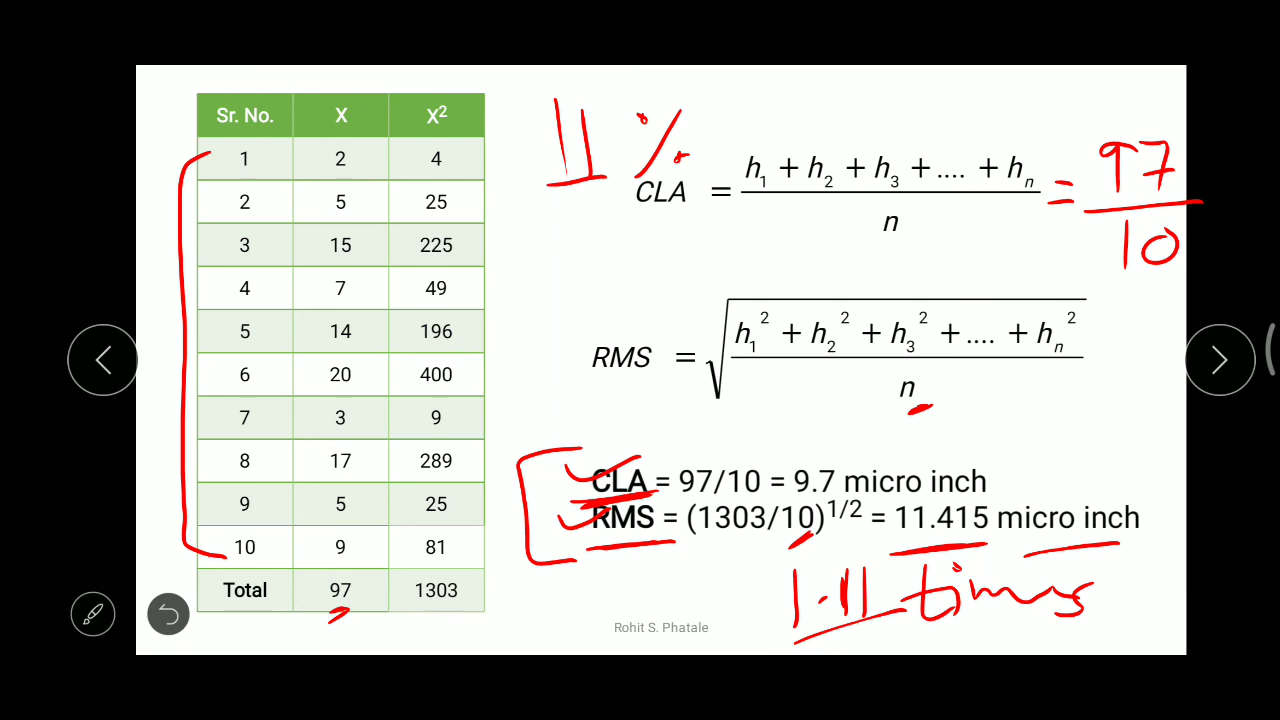 Sr. No. X X²
1 2 4
2 5 25
3 15 225
4 7 49
5 14 196
6 20 400
7 3 9
8 17 289
9 5 25
10 9 81
Total 97 1303
11 %
CLA = (h₁ + h₂ + h₃ + .... + hₙ) / n = 97/10
RMS = √((h₁² + h₂² + h₃² + .... + hₙ²) / n)
CLA = 97/10 = 9.7 micro inch
RMS = (1303/10)^1/2 = 11.415 micro inch
1.11 times
Rohit S. Phatale